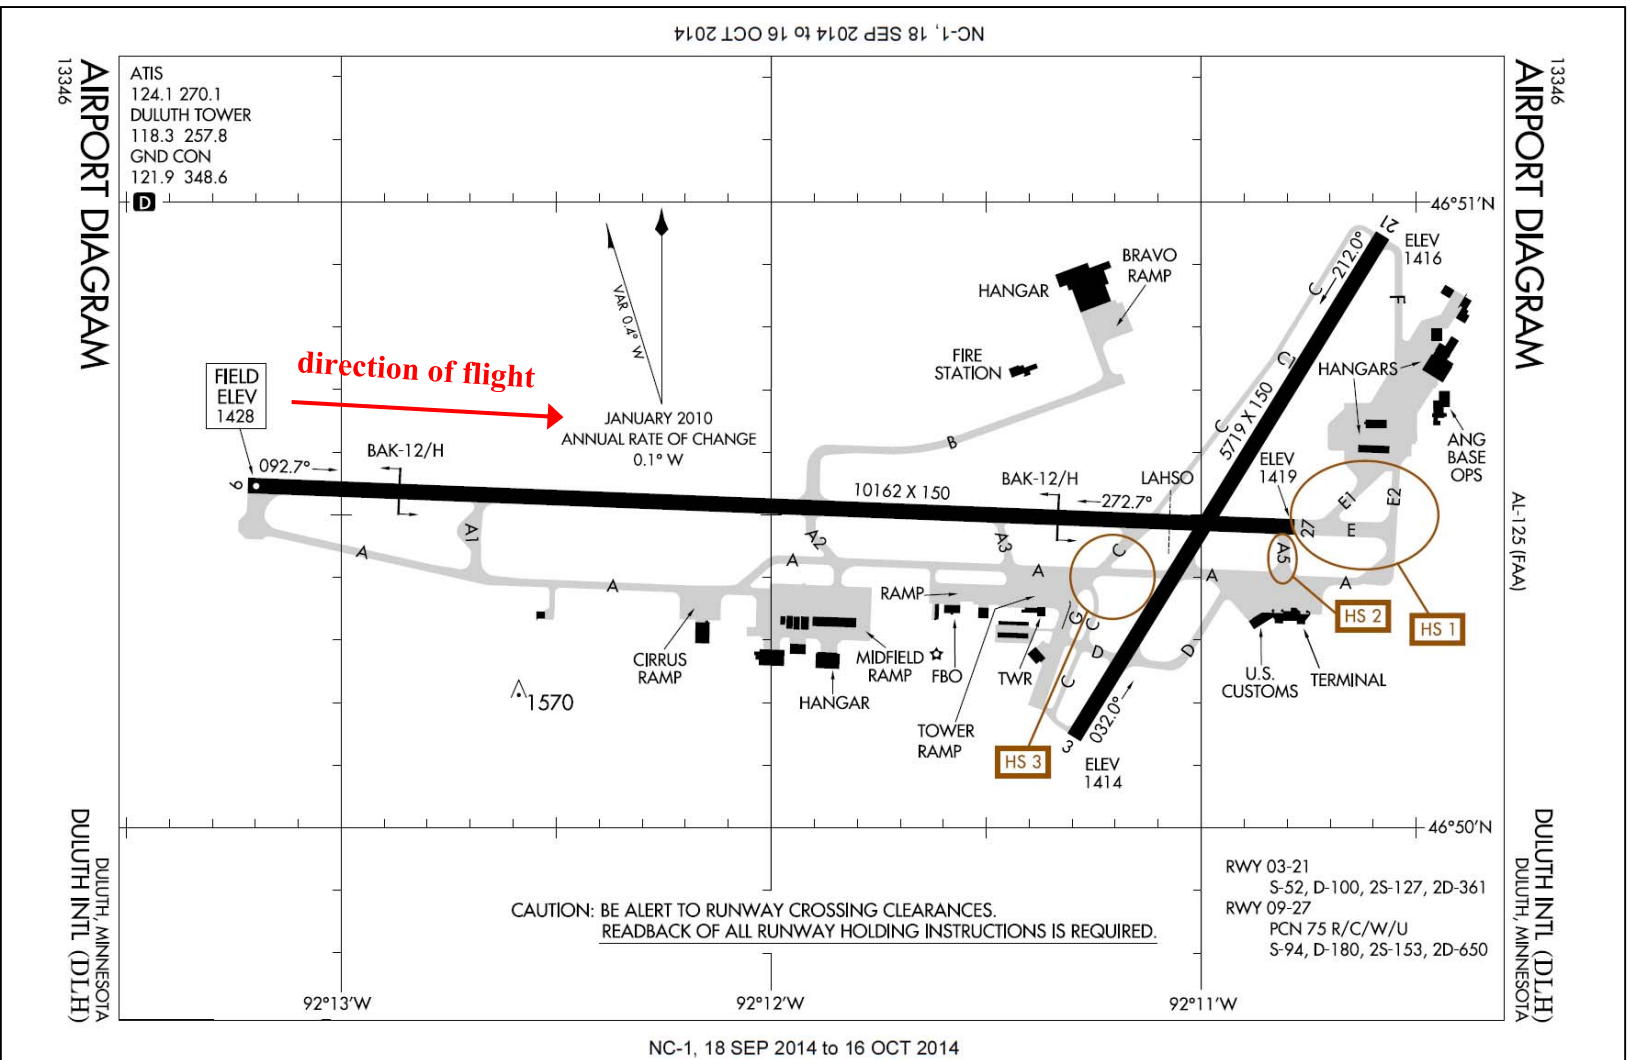 NC-1, 18 SEP 2014 to 16 OCT 2014
13346
AIRPORT DIAGRAM
ATIS
124.1 270.1
DULUTH TOWER
118.3 257.8
GND CON
121.9 348.6
D
13346
AIRPORT DIAGRAM
46°51'N
VAR 0.4° W
JANUARY 2010
ANNUAL RATE OF CHANGE
0.1° W
direction of flight
FIELD
ELEV
1428
HANGAR
BRAVO
RAMP
FIRE
STATION
21
ELEV
1416
212.0°
C
F
C1
C
5719 X 150
HANGARS
ANG
BASE
OPS
B
BAK-12/H
092.7°
9
10162 X 150
BAK-12/H
272.7°
LAHSO
ELEV
1419
27
E1
E2
E
A
A1
A
A2
A
A3
A
C
A
A5
A
HS 2
HS 1
AL-125 (FAA)
RAMP
G
C
D
C
D
CIRRUS
RAMP
MIDFIELD
RAMP
HANGAR
FBO
TWR
TOWER
RAMP
U.S.
CUSTOMS
TERMINAL
1570
HS 3
3
032.0°
ELEV
1414
46°50'N
RWY 03-21
S-52, D-100, 2S-127, 2D-361
RWY 09-27
PCN 75 R/C/W/U
S-94, D-180, 2S-153, 2D-650
CAUTION: BE ALERT TO RUNWAY CROSSING CLEARANCES.
READBACK OF ALL RUNWAY HOLDING INSTRUCTIONS IS REQUIRED.
92°13'W
92°12'W
92°11'W
DULUTH, MINNESOTA
DULUTH INTL (DLH)
DULUTH INTL (DLH)
DULUTH, MINNESOTA
NC-1, 18 SEP 2014 to 16 OCT 2014